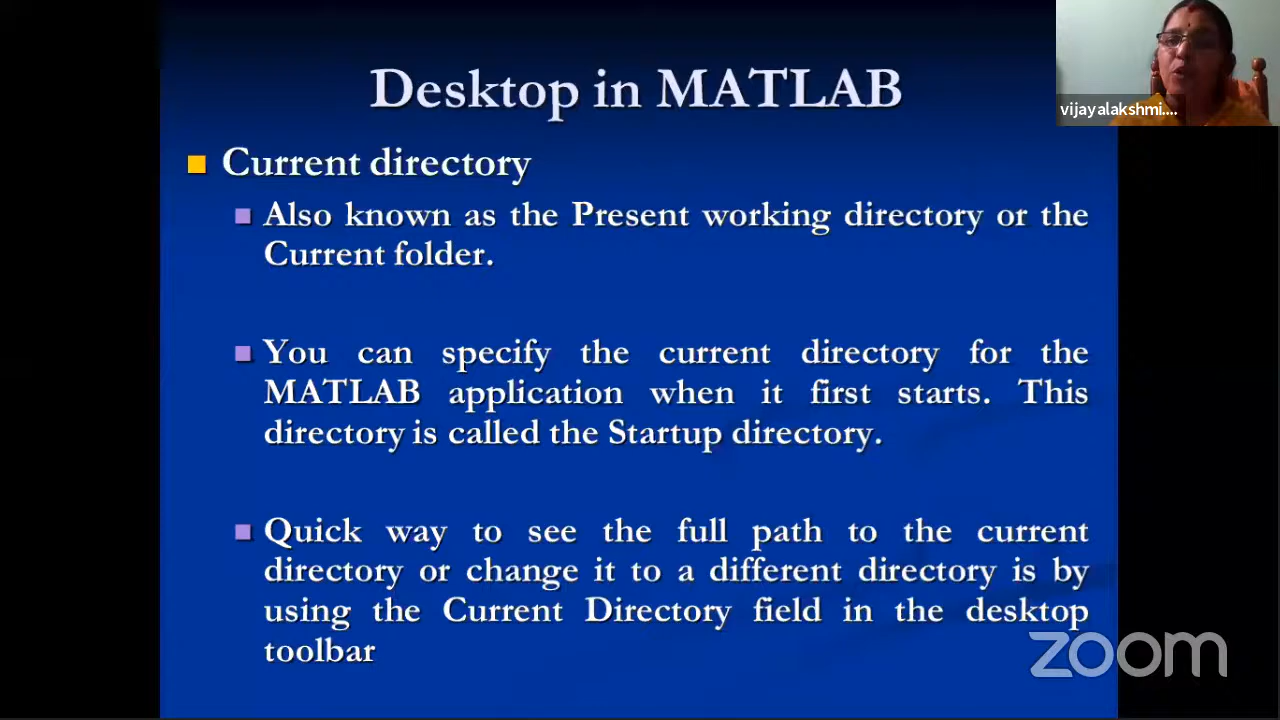 Desktop in MATLAB
vijayalakshmi....
Current directory
Also known as the Present working directory or the
Current folder.
You can specify the current directory for the
MATLAB application when it first starts. This
directory is called the Startup directory.
Quick way to see the full path to the current
directory or change it to a different directory is by
using the Current Directory field in the desktop
toolbar
zoom